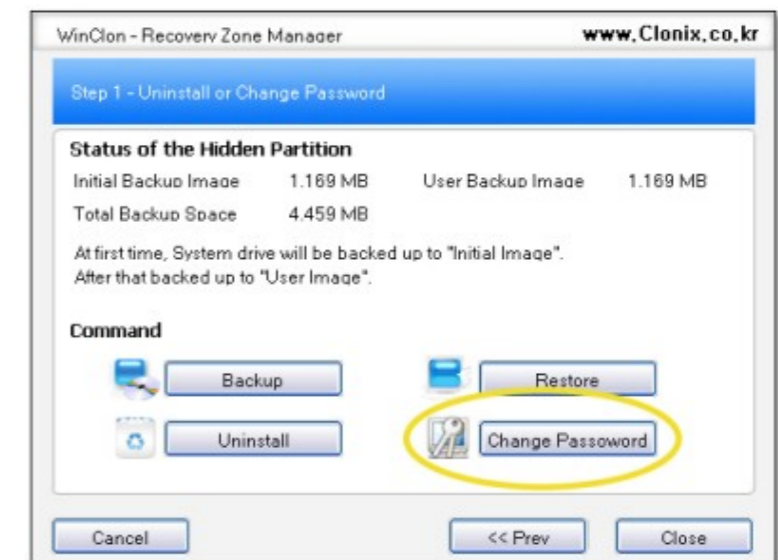 WinClon - Recovery Zone Manager www.Clonix.co.kr
Step 1 - Uninstall or Change Password
Status of the Hidden Partition
Initial Backup Image 1.169 MB User Backup Image 1.169 MB
Total Backup Space 4.459 MB
At first time, System drive will be backed up to "Initial Image".
After that backed up to "User Image".
Command
Backup Restore
Uninstall Change Passoword
Cancel << Prev Close